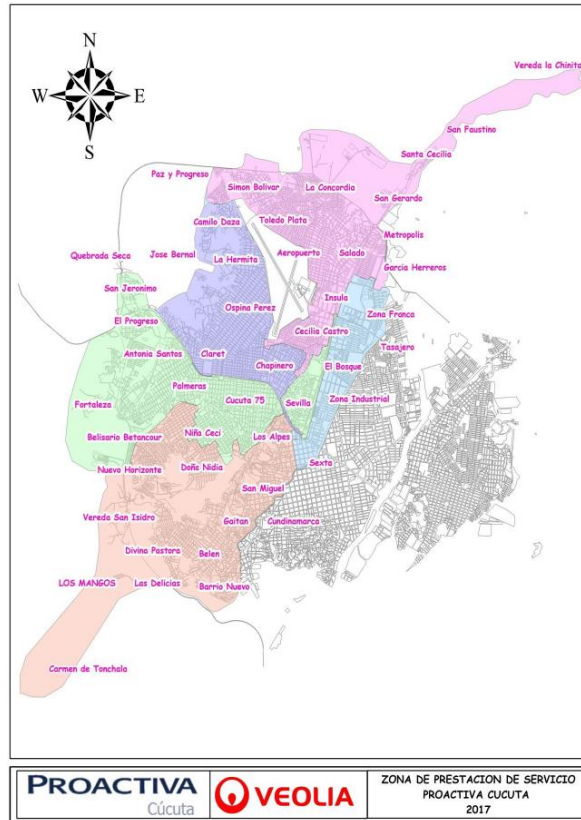 N
W E
S
Vereda la Chinita
San Faustino
Santa Cecilia
Paz y Progreso
Simon Bolivar
La Concordia
San Gerardo
Camilo Daza
Toledo Plata
Metropolis
Quebrada Seca
Jose Bernal
La Hermita
Aeropuerto
Salado
Garcia Herreros
San Jeronimo
Insula
Ospina Perez
Zona Franca
El Progreso
Cecilia Castro
Tasajero
Antonia Santos
Claret
Chapinero
El Bosque
Palmeras
Cucuta 75
Sevilla
Zona Industrial
Fortaleza
Belisario Betancour
Niña Ceci
Los Alpes
Nuevo Horizonte
Doña Nidia
Sexta
San Miguel
Vereda San Isidro
Gaitan
Cundinamarca
Divina Pastora
Belen
LOS MANGOS
Las Delicias
Barrio Nuevo
Carmen de Tonchala
PROACTIVA
Cúcuta
VEOLIA
ZONA DE PRESTACION DE SERVICIO
PROACTIVA CUCUTA
2017